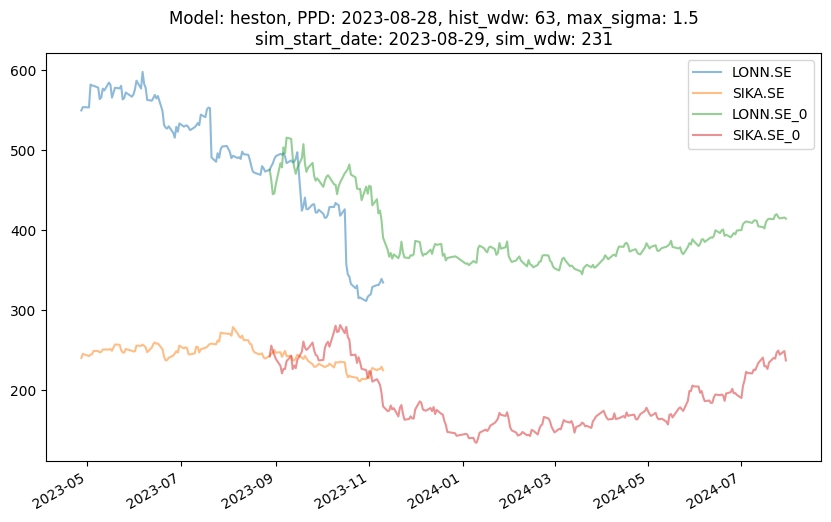 Model: heston, PPD: 2023-08-28, hist_wdw: 63, max_sigma: 1.5
sim_start_date: 2023-08-29, sim_wdw: 231
LONN.SE
SIKA.SE
LONN.SE_0
SIKA.SE_0
600
500
400
300
200
2023-05
2023-07
2023-09
2023-11
2024-01
2024-03
2024-05
2024-07